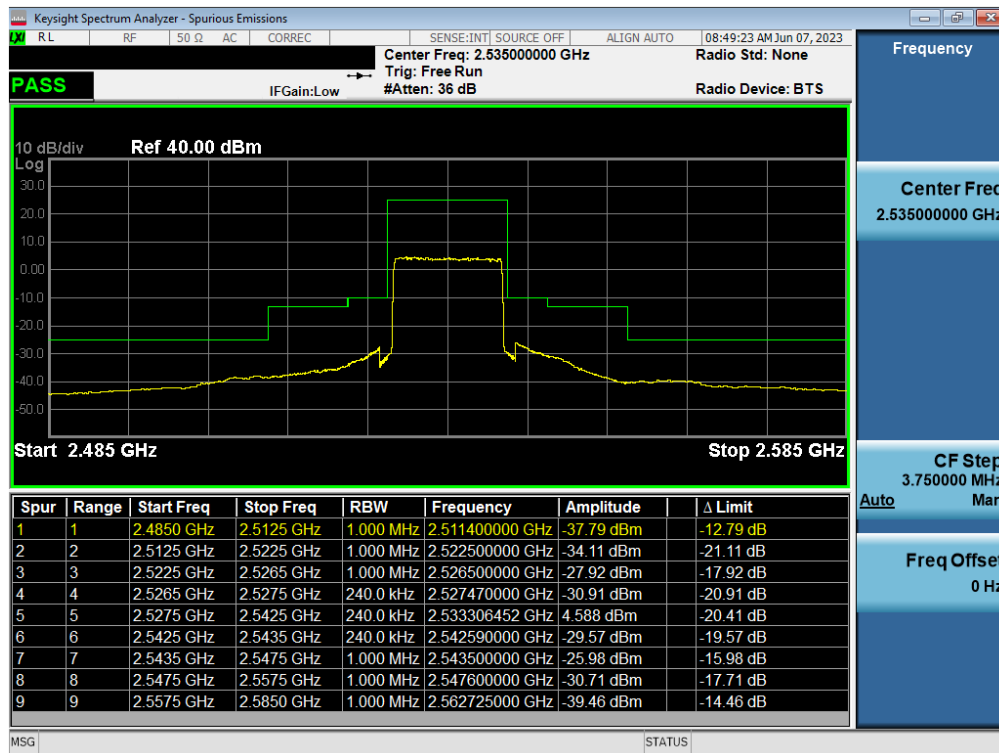 Keysight Spectrum Analyzer - Spurious Emissions
LXI RL RF 50 Ω AC CORREC SENSE:INT SOURCE OFF ALIGN AUTO 08:49:23 AM Jun 07, 2023
Center Freq: 2.535000000 GHz Radio Std: None
Trig: Free Run
PASS IFGain:Low #Atten: 36 dB Radio Device: BTS
Frequency
10 dB/div Ref 40.00 dBm
Log
30.0
20.0
10.0
0.00
-10.0
-20.0
-30.0
-40.0
-50.0
Start 2.485 GHz Stop 2.585 GHz
Spur Range Start Freq Stop Freq RBW Frequency Amplitude Δ Limit
1 1 2.4850 GHz 2.5125 GHz 1.000 MHz 2.511400000 GHz -37.79 dBm -12.79 dB
2 2 2.5125 GHz 2.5225 GHz 1.000 MHz 2.522500000 GHz -34.11 dBm -21.11 dB
3 3 2.5225 GHz 2.5265 GHz 1.000 MHz 2.526500000 GHz -27.92 dBm -17.92 dB
4 4 2.5265 GHz 2.5275 GHz 240.0 kHz 2.527470000 GHz -30.91 dBm -20.91 dB
5 5 2.5275 GHz 2.5425 GHz 240.0 kHz 2.533306452 GHz 4.588 dBm -20.41 dB
6 6 2.5425 GHz 2.5435 GHz 240.0 kHz 2.542590000 GHz -29.57 dBm -19.57 dB
7 7 2.5435 GHz 2.5475 GHz 1.000 MHz 2.543500000 GHz -25.98 dBm -15.98 dB
8 8 2.5475 GHz 2.5575 GHz 1.000 MHz 2.547600000 GHz -30.71 dBm -17.71 dB
9 9 2.5575 GHz 2.5850 GHz 1.000 MHz 2.562725000 GHz -39.46 dBm -14.46 dB
Center Freq
2.535000000 GHz
CF Step
3.750000 MHz
Auto Man
Freq Offset
0 Hz
MSG STATUS